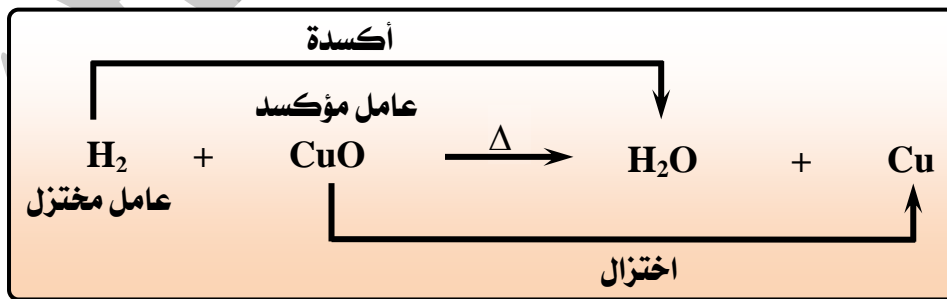 أكسدة
عامل مؤكسد
H₂ + CuO Δ H₂O + Cu
عامل مختزل
اختزال